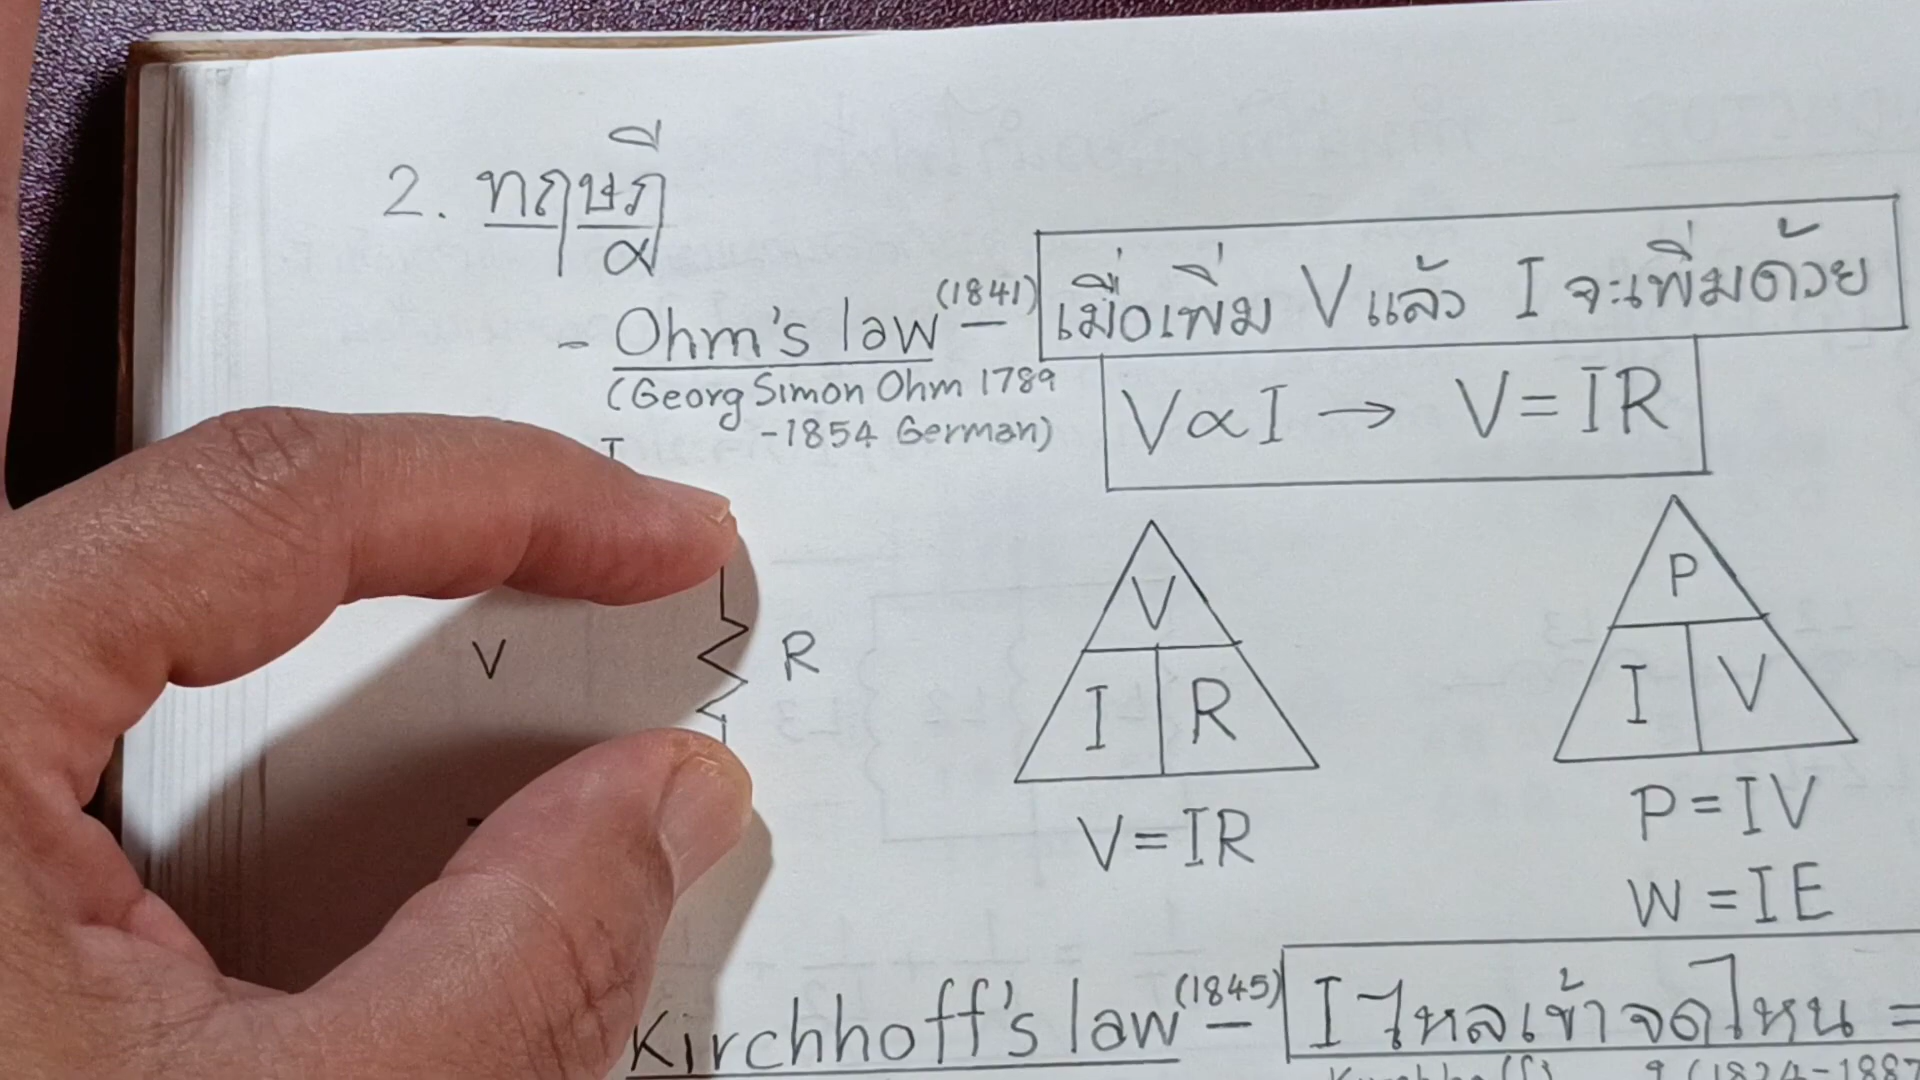 2. ทฤษฎี
- Ohm's law (1841) — เมื่อเพิ่ม V แล้ว I จะเพิ่มด้วย
(Georg Simon Ohm 1789
-1854 German)
V ∝ I → V = IR
I
V
R
V
I R
V = IR
P
I V
P = IV
W = IE
Kirchhoff's law (1845) — I ไหลเข้าจุดไหน =
(1824-1887